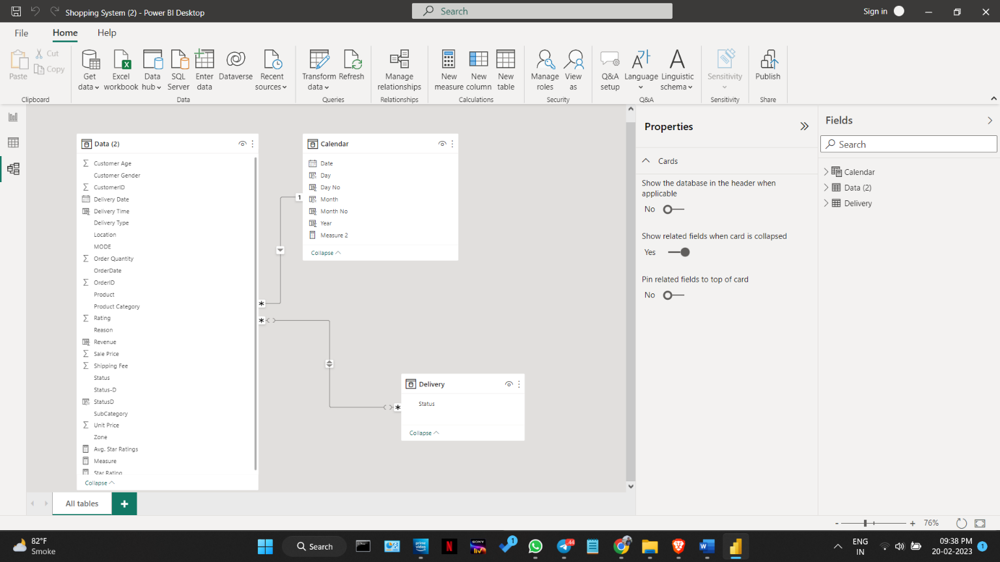 Shopping System (2) - Power BI Desktop
Search
Sign in
File
Home
Help
Paste
Cut
Copy
Get data
Excel workbook
Data hub
SQL Server
Enter data
Dataverse
Recent sources
Transform data
Refresh
Manage relationships
New measure
New column
New table
Manage roles
View as
Q&A setup
Language
Linguistic schema
Sensitivity
Publish
Clipboard
Data
Queries
Relationships
Calculations
Security
Q&A
Sensitivity
Share
Data (2)
Customer Age
Customer Gender
CustomerID
Delivery Date
Delivery Time
Delivery Type
Location
MODE
Order Quantity
OrderDate
OrderID
Product
Product Category
Rating
Reason
Revenue
Sale Price
Shipping Fee
Status
Status-D
StatusD
SubCategory
Unit Price
Zone
Avg. Star Ratings
Measure
Star Rating
Collapse
Calendar
Date
Day
Day No
Month
Month No
Year
Measure 2
Collapse
1
*
*
*
Delivery
Status
Collapse
Properties
Cards
Show the database in the header when
applicable
No
Show related fields when card is collapsed
Yes
Pin related fields to top of card
No
Fields
Search
Calendar
Data (2)
Delivery
All tables
+
- + 76%
82°F
Smoke
Search
prime video
N
SONY liv
1
44
W
ENG
IN
09:38 PM
20-02-2023
1